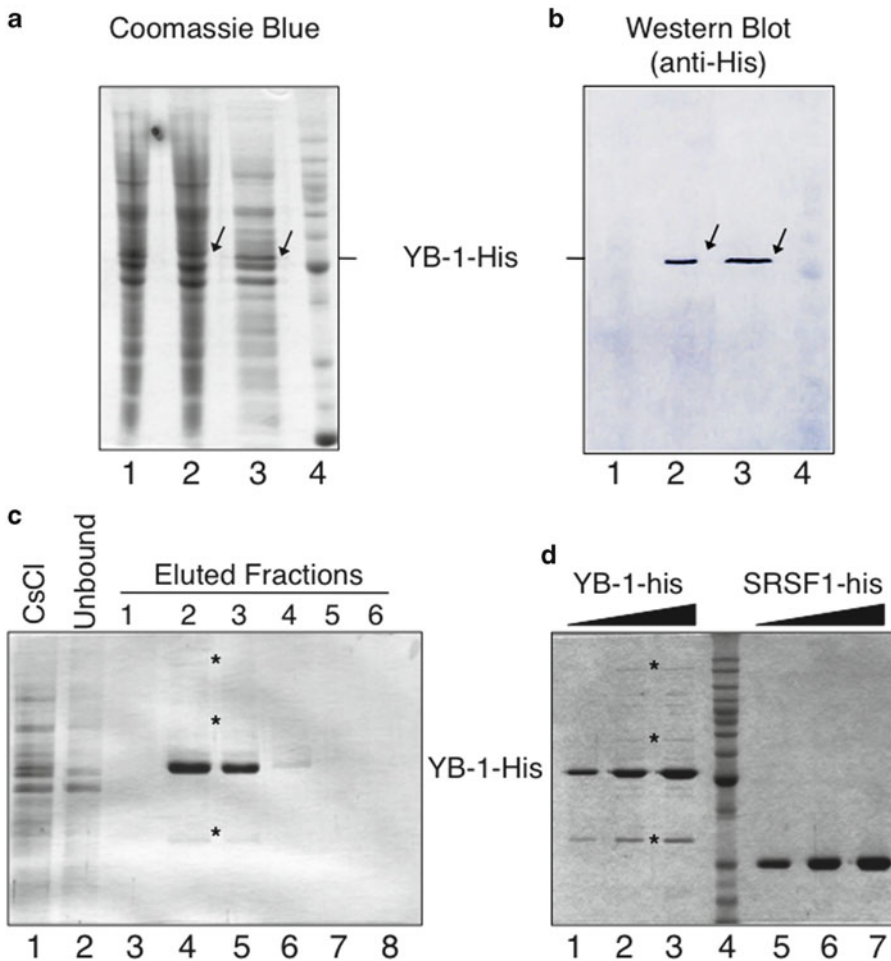 a
Coomassie Blue
b
Western Blot
(anti-His)
YB-1-His
1 2 3 4
1 2 3 4
c
CsCl
Unbound
Eluted Fractions
1 2 3 4 5 6
* * *
YB-1-His
1 2 3 4 5 6 7 8
d
YB-1-his
SRSF1-his
* * *
1 2 3 4 5 6 7